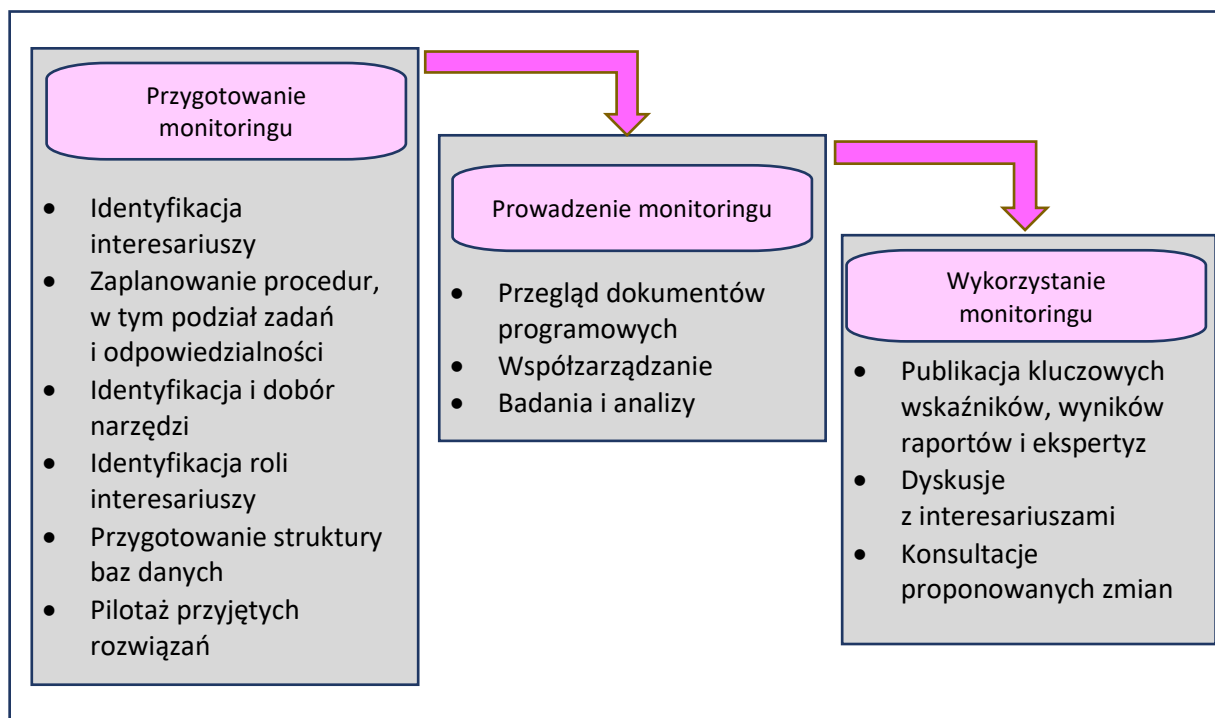 Przygotowanie
monitoringu
• Identyfikacja
interesariuszy
• Zaplanowanie procedur,
w tym podział zadań
i odpowiedzialności
• Identyfikacja i dobór
narzędzi
• Identyfikacja roli
interesariuszy
• Przygotowanie struktury
baz danych
• Pilotaż przyjętych
rozwiązań
Prowadzenie monitoringu
• Przegląd dokumentów
programowych
• Współzarządzanie
• Badania i analizy
Wykorzystanie
monitoringu
• Publikacja kluczowych
wskaźników, wyników
raportów i ekspertyz
• Dyskusje
z interesariuszami
• Konsultacje
proponowanych zmian